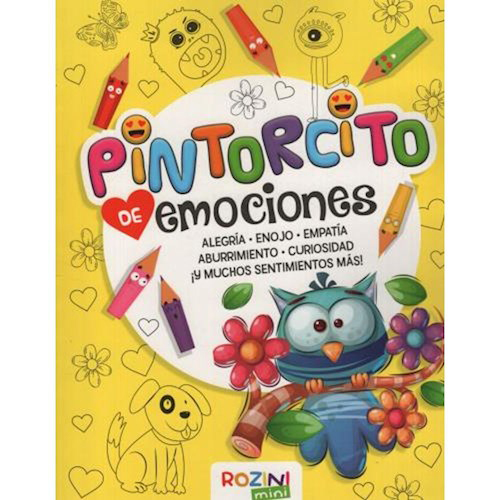 PiNTORCiTO
DE emociones
ALEGRÍA • ENOJO • EMPATÍA
ABURRIMIENTO • CURIOSIDAD
¡Y MUCHOS SENTIMIENTOS MÁS!
ROZINI
mini